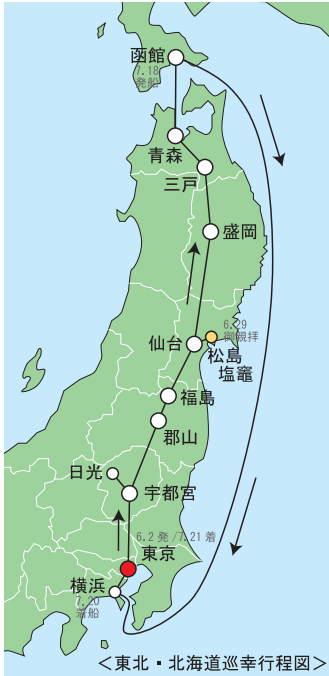 函館
7.18
発船
青森
三戸
盛岡
6.29
御親拝
仙台
松島
塩竈
福島
郡山
日光
宇都宮
6.2 発 /7.21 着
東京
横浜
7.20
着船
＜東北・北海道巡幸行程図＞